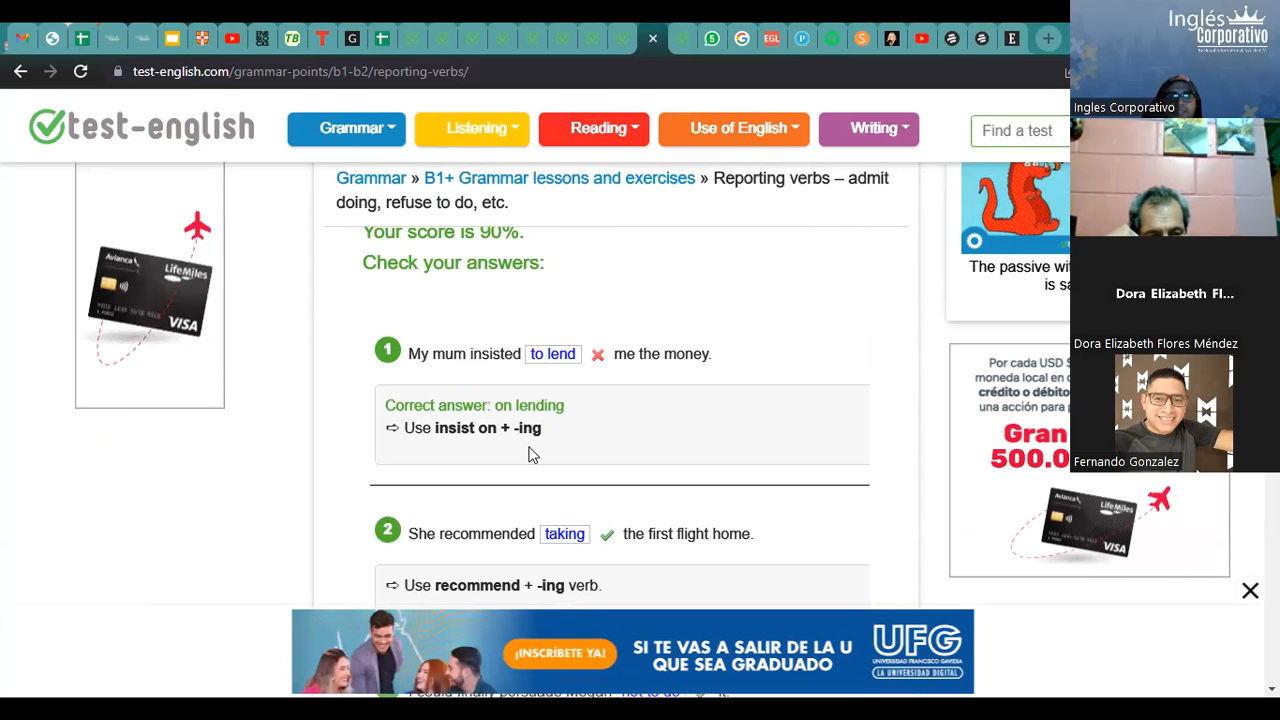 test-english.com/grammar-points/b1-b2/reporting-verbs/
test-english
Grammar
Listening
Reading
Use of English
Writing
Find a test
Grammar » B1+ Grammar lessons and exercises » Reporting verbs – admit
doing, refuse to do, etc.
Your score is 90%.
Check your answers:
1 My mum insisted to lend me the money.
Correct answer: on lending
⇨ Use insist on + -ing
2 She recommended taking the first flight home.
⇨ Use recommend + -ing verb.
Avianca
LifeMiles
VISA
The passive wi
is sa
Por cada USD
moneda local en
crédito o débito
una acción para
Gran
500.0
Avianca
LifeMiles
VISA
¡INSCRÍBETE YA!
SI TE VAS A SALIR DE LA U
QUE SEA GRADUADO
UFG
UNIVERSIDAD FRANCISCO GAVIDIA
LA UNIVERSIDAD DIGITAL
Inglés
Corporativo
Ingles Corporativo
Dora Elizabeth Fl...
Dora Elizabeth Flores Méndez
Fernando Gonzalez